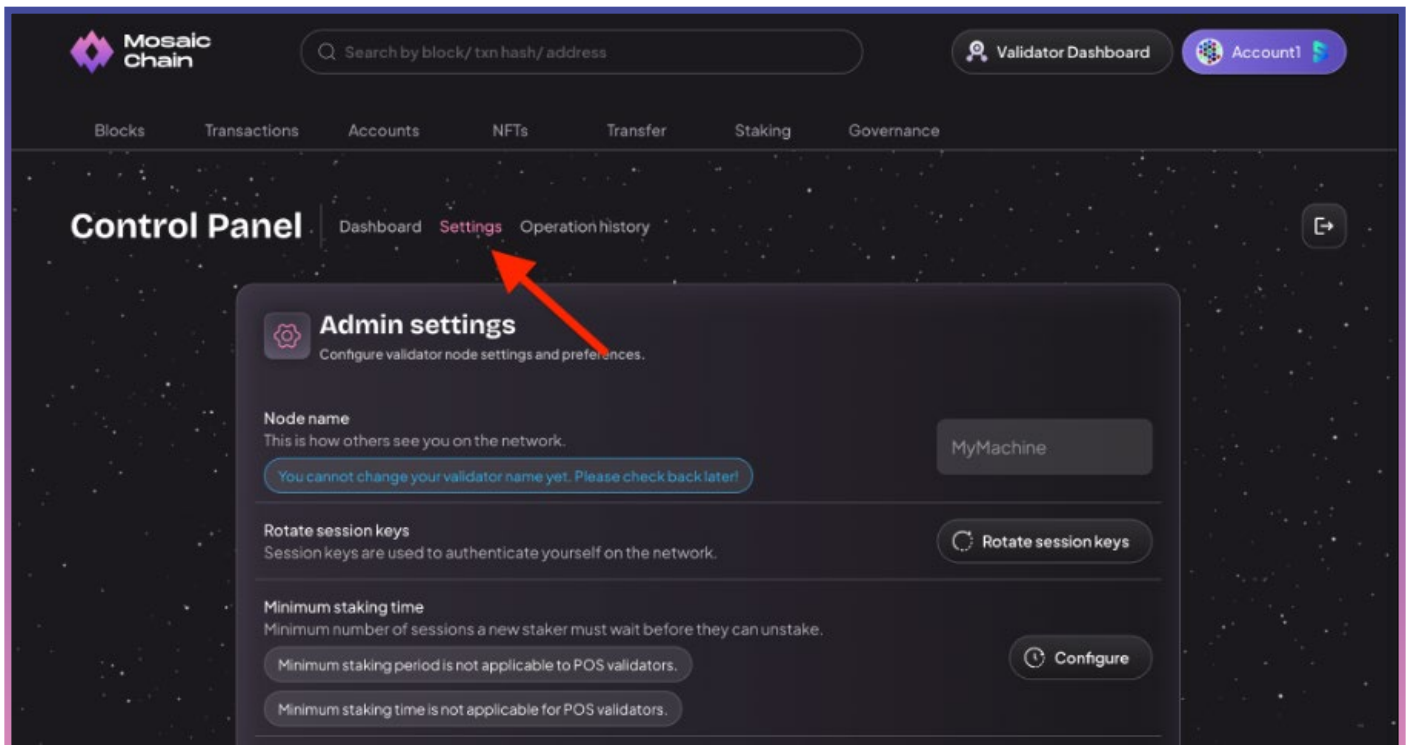 Mosaic
Chain
Search by block/ txn hash/ address
Validator Dashboard
Account1
Blocks
Transactions
Accounts
NFTs
Transfer
Staking
Governance
Control Panel
Dashboard
Settings
Operation history
Admin settings
Configure validator node settings and preferences.
Node name
This is how others see you on the network.
You cannot change your validator name yet. Please check back later!
MyMachine
Rotate session keys
Session keys are used to authenticate yourself on the network.
Rotate session keys
Minimum staking time
Minimum number of sessions a new staker must wait before they can unstake.
Minimum staking period is not applicable to POS validators.
Minimum staking time is not applicable for POS validators.
Configure